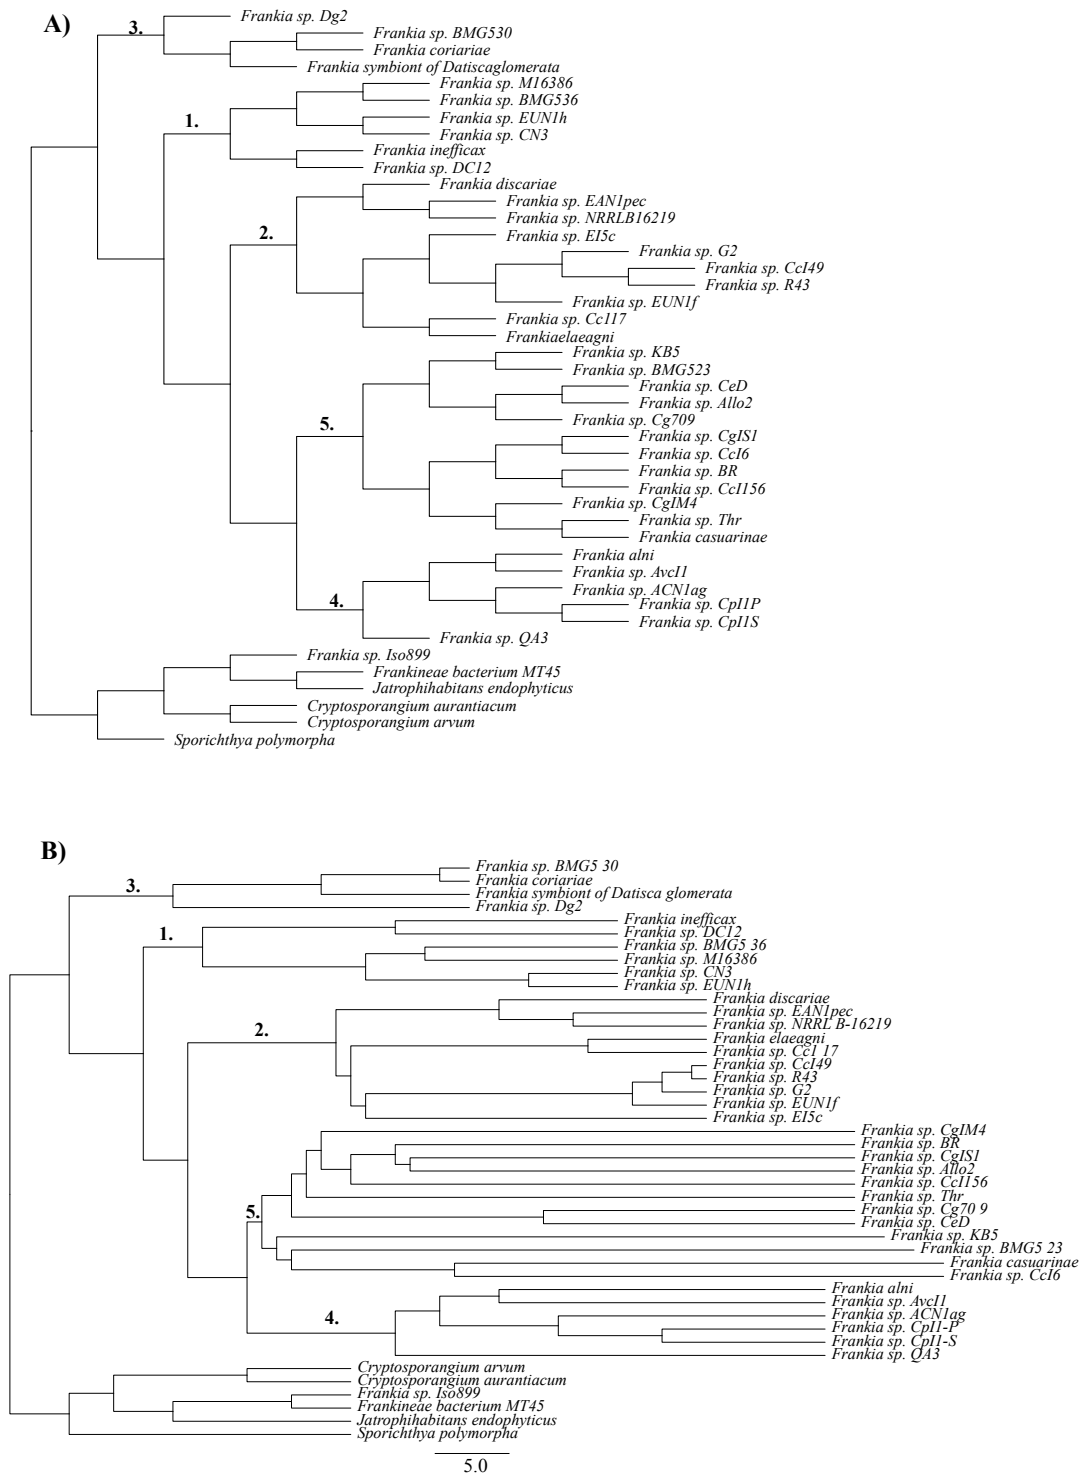 A)
3.
Frankia sp. Dg2
Frankia sp. BMG530
Frankia coriariae
Frankia symbiont of Datiscaglomerata
Frankia sp. M16386
Frankia sp. BMG536
1.
Frankia sp. EUN1h
Frankia sp. CN3
Frankia inefficax
Frankia sp. DC12
Frankia discariae
Frankia sp. EAN1pec
Frankia sp. NRRLB16219
2.
Frankia sp. EI5c
Frankia sp. G2
Frankia sp. CcI49
Frankia sp. R43
Frankia sp. EUN1f
Frankia sp. Cc117
Frankiaelaeagni
Frankia sp. KB5
Frankia sp. BMG523
Frankia sp. CeD
Frankia sp. Allo2
Frankia sp. Cg709
5.
Frankia sp. CgIS1
Frankia sp. CcI6
Frankia sp. BR
Frankia sp. CcI156
Frankia sp. CgIM4
Frankia sp. Thr
Frankia casuarinae
Frankia alni
Frankia sp. AvcI1
Frankia sp. ACN1ag
4.
Frankia sp. CpI1P
Frankia sp. CpI1S
Frankia sp. QA3
Frankia sp. Iso899
Frankineae bacterium MT45
Jatrophihabitans endophyticus
Cryptosporangium aurantiacum
Cryptosporangium arvum
Sporichthya polymorpha
B)
Frankia sp. BMG5 30
Frankia coriariae
3.
Frankia symbiont of Datisca glomerata
Frankia sp. Dg2
Frankia inefficax
Frankia sp. DC12
1.
Frankia sp. BMG5 36
Frankia sp. M16386
Frankia sp. CN3
Frankia sp. EUN1h
Frankia discariae
Frankia sp. EAN1pec
Frankia sp. NRRL B-16219
2.
Frankia elaeagni
Frankia sp. Cc1 17
Frankia sp. CcI49
Frankia sp. R43
Frankia sp. G2
Frankia sp. EUN1f
Frankia sp. EI5c
Frankia sp. CgIM4
Frankia sp. BR
Frankia sp. CgIS1
Frankia sp. Allo2
Frankia sp. CcI156
Frankia sp. Thr
Frankia sp. Cg70 9
5.
Frankia sp. CeD
Frankia sp. KB5
Frankia sp. BMG5 23
Frankia casuarinae
Frankia sp. CcI6
Frankia alni
Frankia sp. AvcI1
Frankia sp. ACN1ag
4.
Frankia sp. CpI1-P
Frankia sp. CpI1-S
Frankia sp. QA3
Cryptosporangium arvum
Cryptosporangium aurantiacum
Frankia sp. Iso899
Frankineae bacterium MT45
Jatrophihabitans endophyticus
Sporichthya polymorpha
5.0